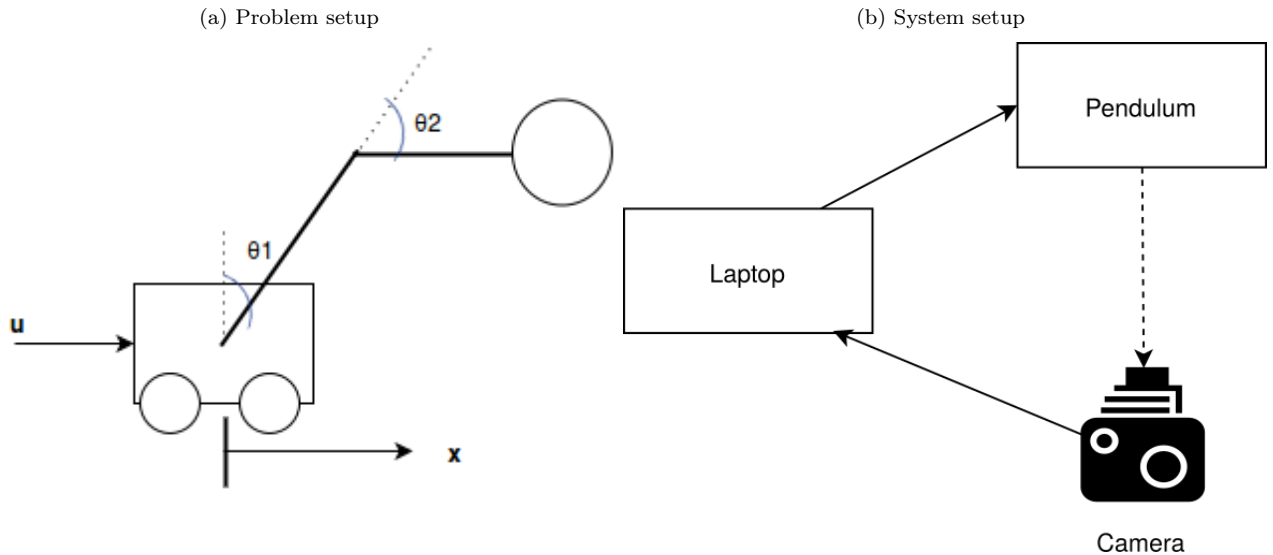 (a) Problem setup
(b) System setup
θ2
θ1
u
x
Pendulum
Laptop
Camera